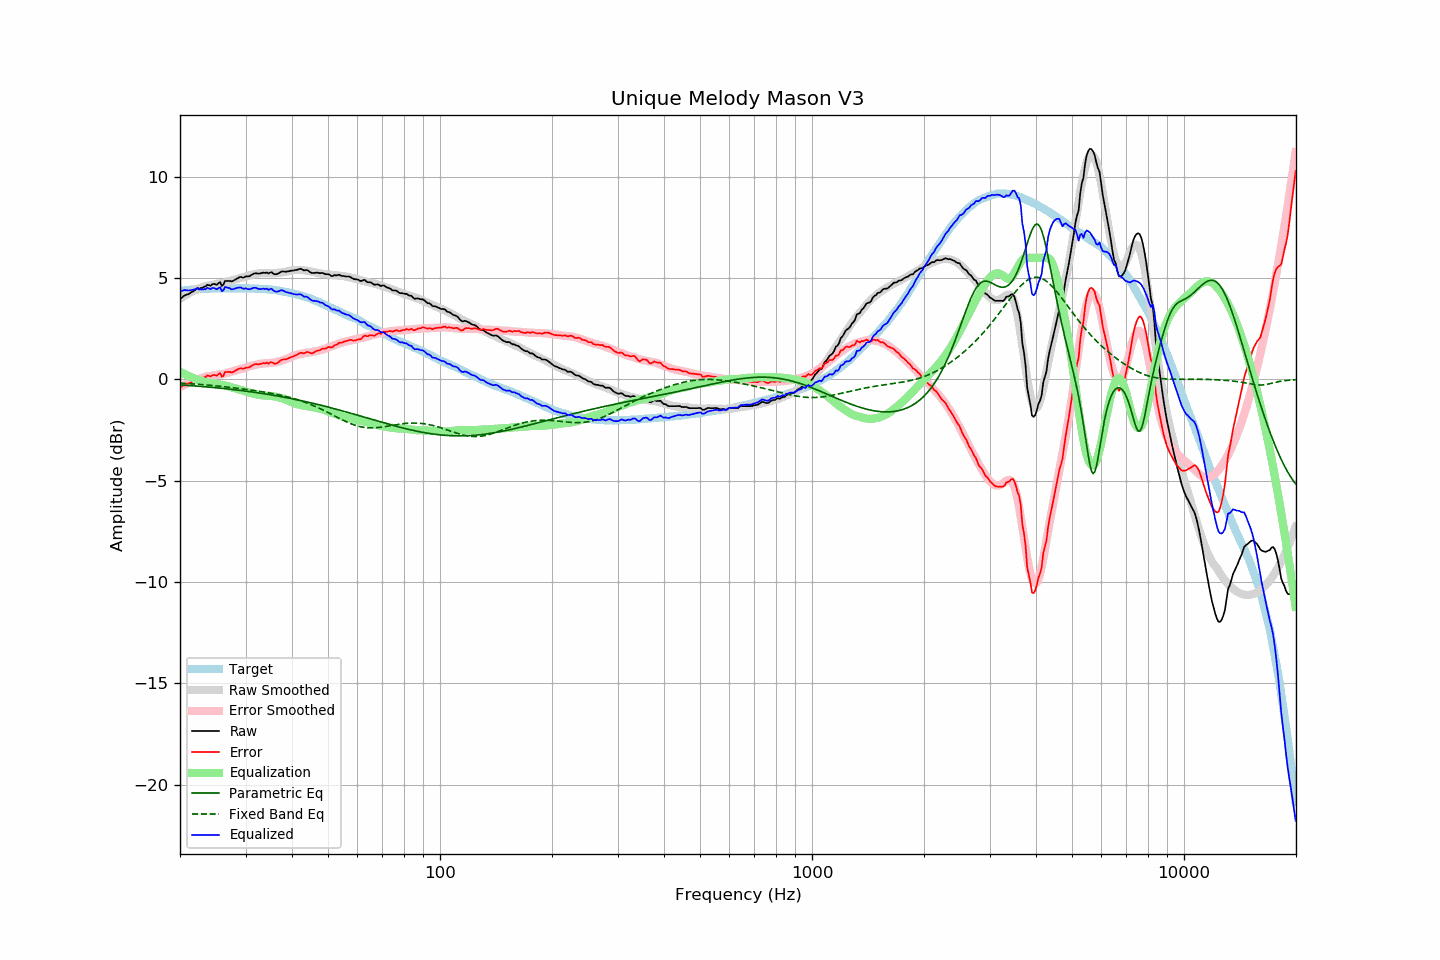 Unique Melody Mason V3
10
5
0
−5
−10
−15
−20
Amplitude (dBr)
100
1000
10000
Frequency (Hz)
Target
Raw Smoothed
Error Smoothed
Raw
Error
Equalization
Parametric Eq
Fixed Band Eq
Equalized